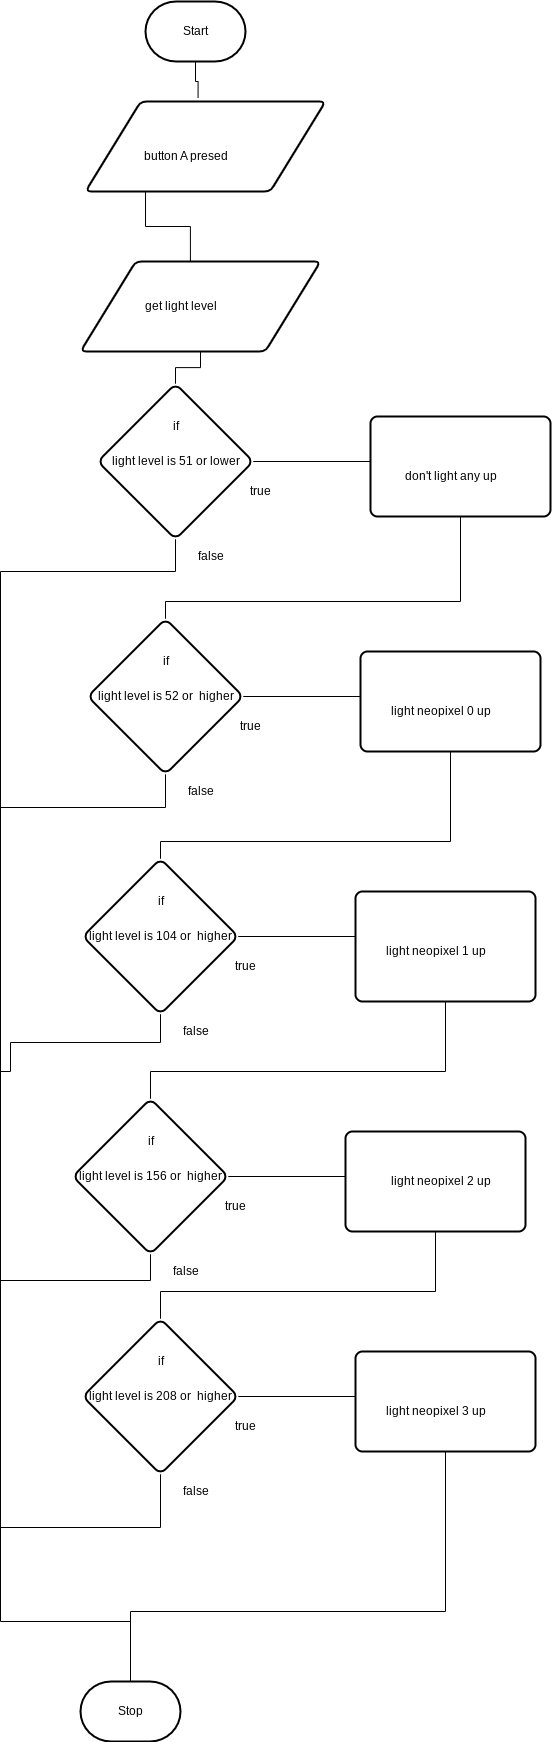 Start
button A presed
get light level
if
light level is 51 or lower
don't light any up
true
false
if
light level is 52 or  higher
light neopixel 0 up
true
false
if
light level is 104 or  higher
light neopixel 1 up
true
false
if
light level is 156 or  higher
light neopixel 2 up
true
false
if
light level is 208 or  higher
light neopixel 3 up
true
false
Stop